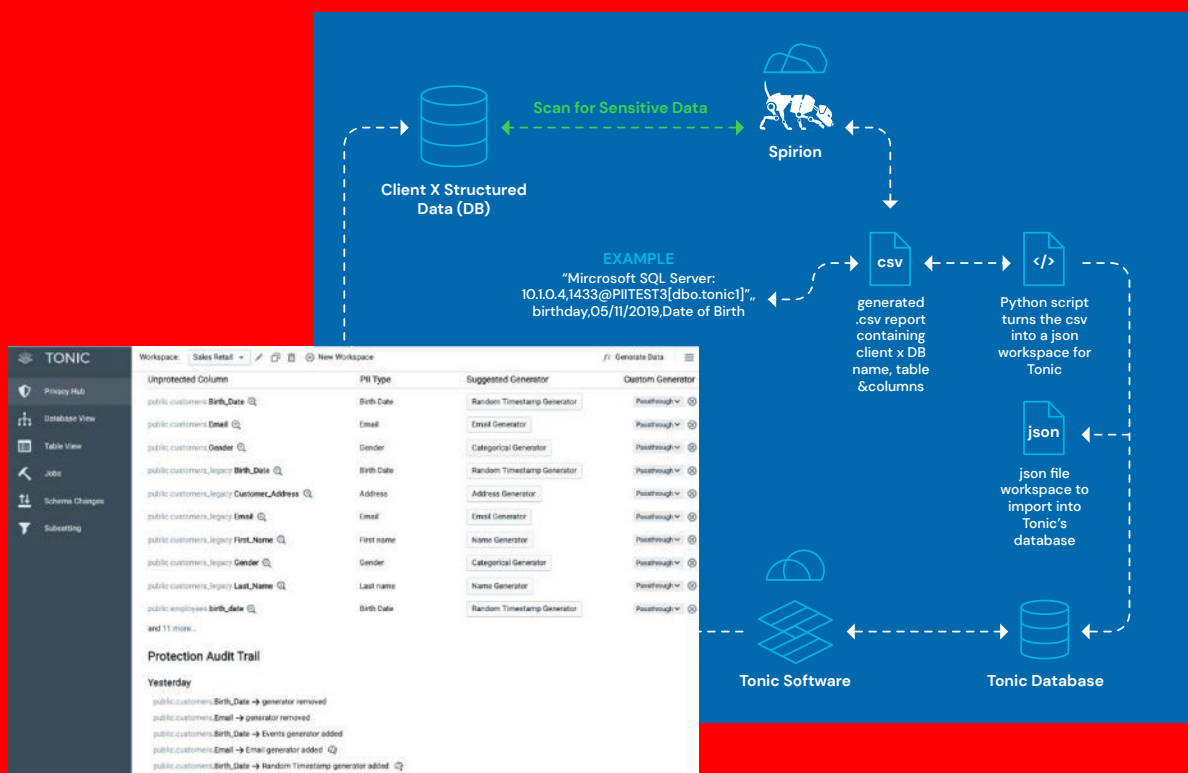 Scan for Sensitive Data
Spirion
Client X Structured
Data (DB)
EXAMPLE
“Mircrosoft SQL Server:
10.1.0.4,1433@PIITEST3[dbo.tonic1]”,,
birthday,05/11/2019,Date of Birth
csv
generated
.csv report
containing
client x DB
name, table
&columns
</>
Python script
turns the csv
into a json
workspace for
Tonic
json
json file
workspace to
import into
Tonic’s
database
Tonic Software
Tonic Database
TONIC
Privacy Hub
Database View
Table View
Jobs
Schema Changes
Subsetting
Workspace: Sales Retail New Workspace Generate Data
Unprotected Column PII Type Suggested Generator Custom Generator
public.customers.Birth_Date Birth Date Random Timestamp Generator Passthrough
public.customers.Email Email Email Generator Passthrough
public.customers.Gender Gender Categorical Generator Passthrough
public.customers_legacy.Birth_Date Birth Date Random Timestamp Generator Passthrough
public.customers_legacy.Customer_Address Address Address Generator Passthrough
public.customers_legacy.Email Email Email Generator Passthrough
public.customers_legacy.First_Name First name Name Generator Passthrough
public.customers_legacy.Gender Gender Categorical Generator Passthrough
public.customers_legacy.Last_Name Last name Name Generator Passthrough
public.employees.birth_date Birth Date Random Timestamp Generator Passthrough
and 11 more...
Protection Audit Trail
Yesterday
public.customers.Birth_Date → generator removed
public.customers.Email → generator removed
public.customers.Birth_Date → Events generator added
public.customers.Email → Email generator added
public.customers.Birth_Date → Random Timestamp generator added